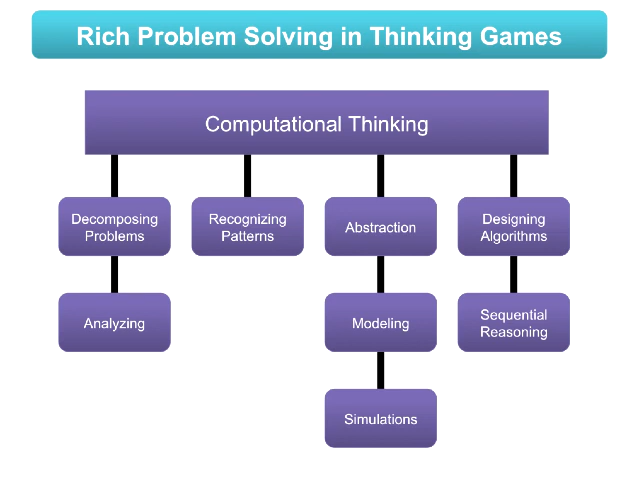 Rich Problem Solving in Thinking Games
Computational Thinking
Decomposing
Problems
Recognizing
Patterns
Abstraction
Designing
Algorithms
Analyzing
Modeling
Sequential
Reasoning
Simulations